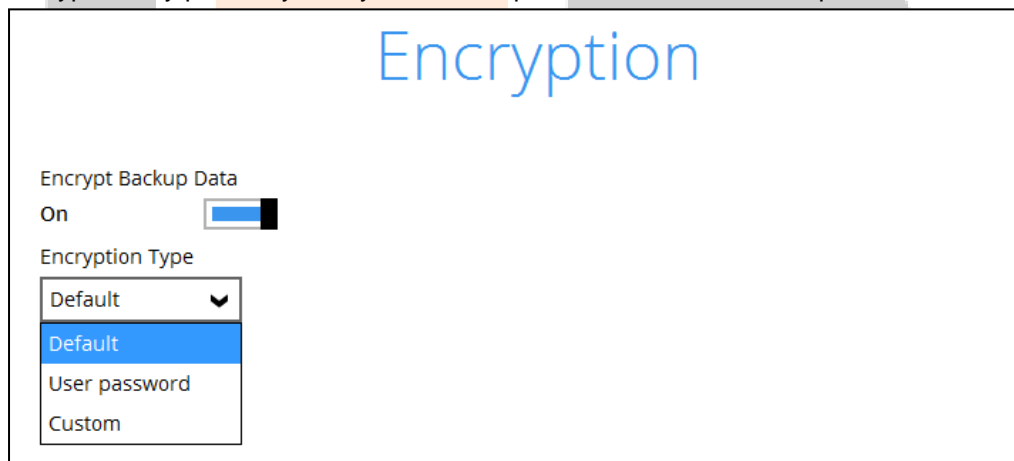 Encryption
Encrypt Backup Data
On
Encryption Type
Default
Default
User password
Custom